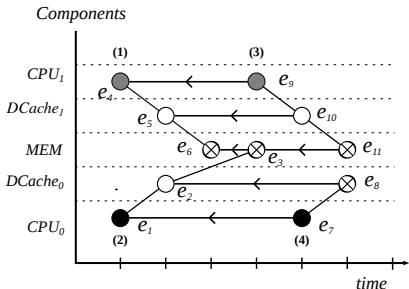 Components
(1) (3)
CPU₁ e₄ e₉
DCache₁ e₅ e₁₀
MEM e₆ e₃ e₁₁
DCache₀ e₂ e₈
CPU₀ e₁ e₇
(2) (4)
time